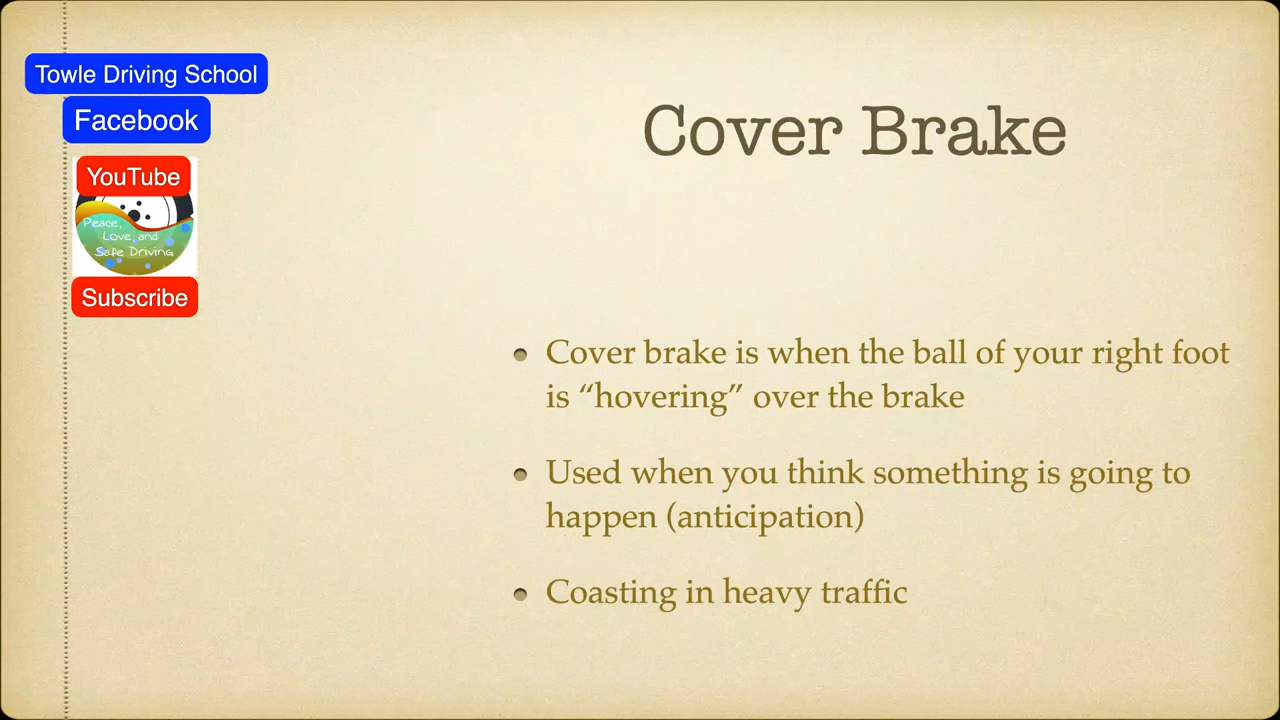 Towle Driving School
Facebook
YouTube
Peace,
Love, and
Safe Driving
Subscribe
Cover Brake
Cover brake is when the ball of your right foot
is “hovering” over the brake
Used when you think something is going to
happen (anticipation)
Coasting in heavy traffic